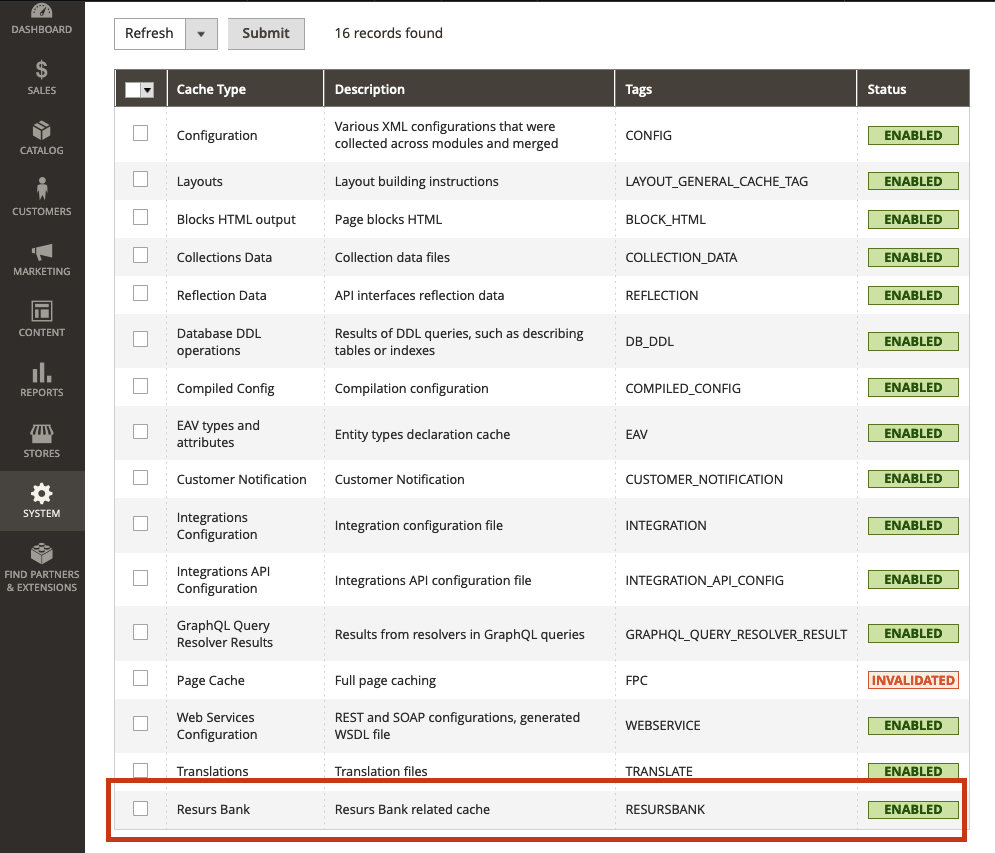 DASHBOARD
$
SALES
CATALOG
CUSTOMERS
MARKETING
CONTENT
REPORTS
STORES
SYSTEM
FIND PARTNERS
& EXTENSIONS
Refresh Submit 16 records found
Cache Type Description Tags Status
Configuration Various XML configurations that were
collected across modules and merged CONFIG ENABLED
Layouts Layout building instructions LAYOUT_GENERAL_CACHE_TAG ENABLED
Blocks HTML output Page blocks HTML BLOCK_HTML ENABLED
Collections Data Collection data files COLLECTION_DATA ENABLED
Reflection Data API interfaces reflection data REFLECTION ENABLED
Database DDL
operations Results of DDL queries, such as describing
tables or indexes DB_DDL ENABLED
Compiled Config Compilation configuration COMPILED_CONFIG ENABLED
EAV types and
attributes Entity types declaration cache EAV ENABLED
Customer Notification Customer Notification CUSTOMER_NOTIFICATION ENABLED
Integrations
Configuration Integration configuration file INTEGRATION ENABLED
Integrations API
Configuration Integrations API configuration file INTEGRATION_API_CONFIG ENABLED
GraphQL Query
Resolver Results Results from resolvers in GraphQL queries GRAPHQL_QUERY_RESOLVER_RESULT ENABLED
Page Cache Full page caching FPC INVALIDATED
Web Services
Configuration REST and SOAP configurations, generated
WSDL file WEBSERVICE ENABLED
Translations Translation files TRANSLATE ENABLED
Resurs Bank Resurs Bank related cache RESURSBANK ENABLED